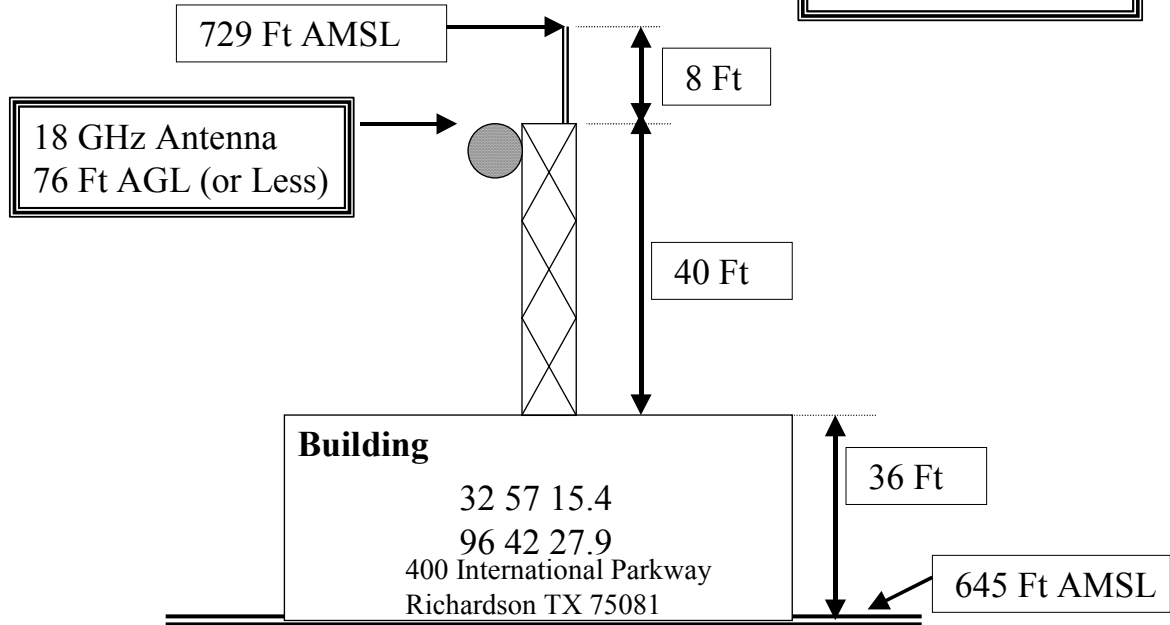 729 Ft AMSL
8 Ft
18 GHz Antenna
76 Ft AGL (or Less)
40 Ft
Building
32 57 15.4
96 42 27.9
400 International Parkway
Richardson TX 75081
36 Ft
645 Ft AMSL